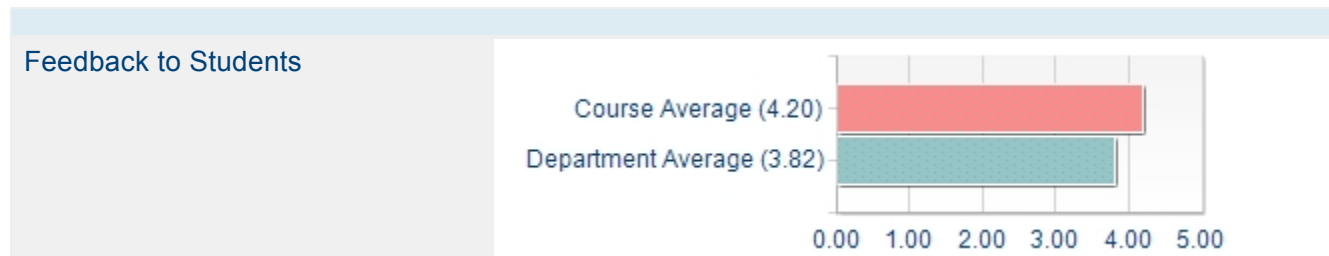 Feedback to Students
Course Average (4.20)
Department Average (3.82)
0.00 1.00 2.00 3.00 4.00 5.00